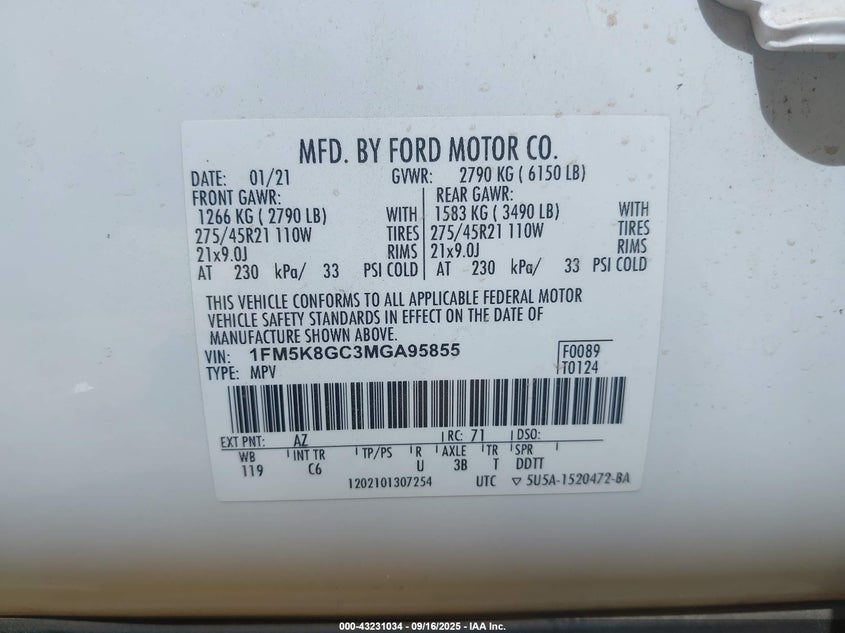 MFD. BY FORD MOTOR CO.
DATE: 01/21 GVWR: 2790 KG ( 6150 LB)
FRONT GAWR: REAR GAWR:
1266 KG ( 2790 LB) WITH 1583 KG ( 3490 LB) WITH
275/45R21 110W TIRES 275/45R21 110W TIRES
21x9.0J RIMS 21x9.0J RIMS
AT 230 kPa/ 33 PSI COLD AT 230 kPa/ 33 PSI COLD
THIS VEHICLE CONFORMS TO ALL APPLICABLE FEDERAL MOTOR
VEHICLE SAFETY STANDARDS IN EFFECT ON THE DATE OF
MANUFACTURE SHOWN ABOVE.
VIN: 1FM5K8GC3MGA95855 F0089
TYPE: MPV T0124
EXT PNT: AZ RC: 71 DSO:
WB INT TR TP/PS R AXLE TR SPR
119 C6 U 3B T DDTT
1202101307254 UTC ▽ 5U5A-1520472-BA
000-43231034 - 09/16/2025 - IAA Inc.